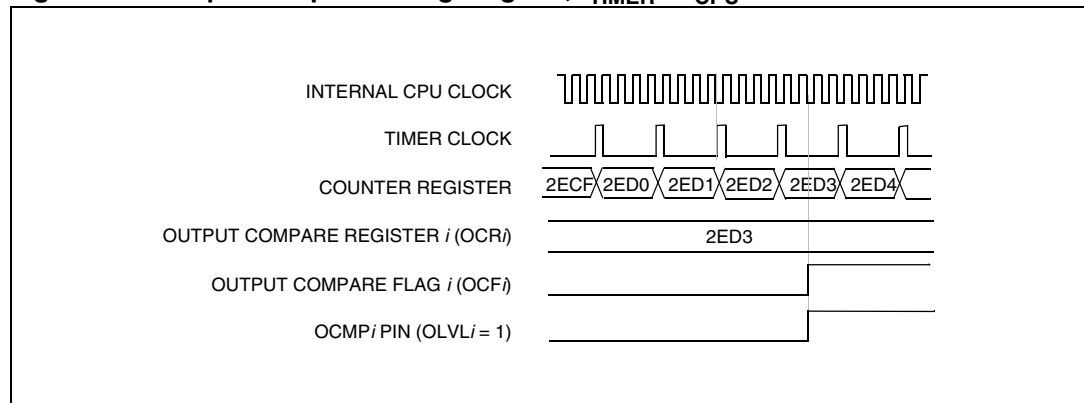 INTERNAL CPU CLOCK
TIMER CLOCK
COUNTER REGISTER 2ECF 2ED0 2ED1 2ED2 2ED3 2ED4
OUTPUT COMPARE REGISTER i (OCRi) 2ED3
OUTPUT COMPARE FLAG i (OCFi)
OCMPi PIN (OLVLi = 1)